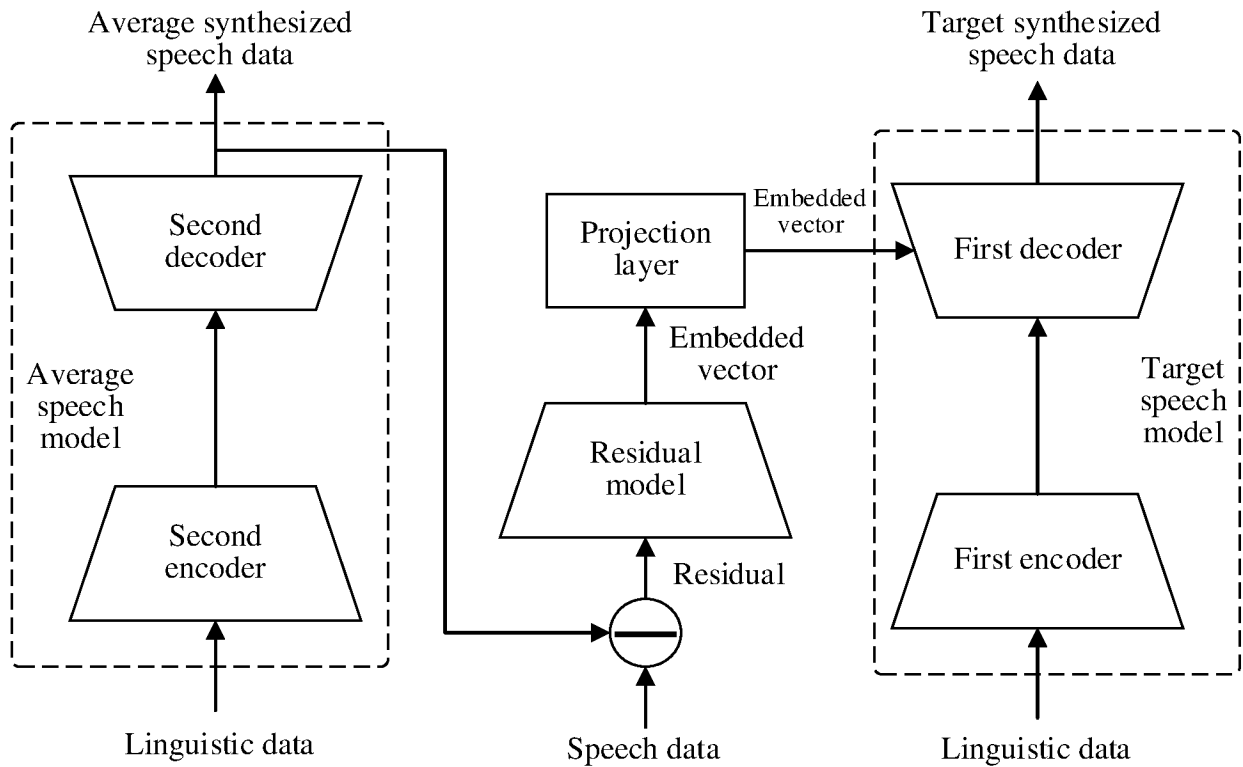 Average synthesized
speech data
Target synthesized
speech data
Second
decoder
Projection
layer
Embedded
vector
First decoder
Average
speech
model
Embedded
vector
Target
speech
model
Residual
model
Second
encoder
First encoder
Residual
Linguistic data
Speech data
Linguistic data